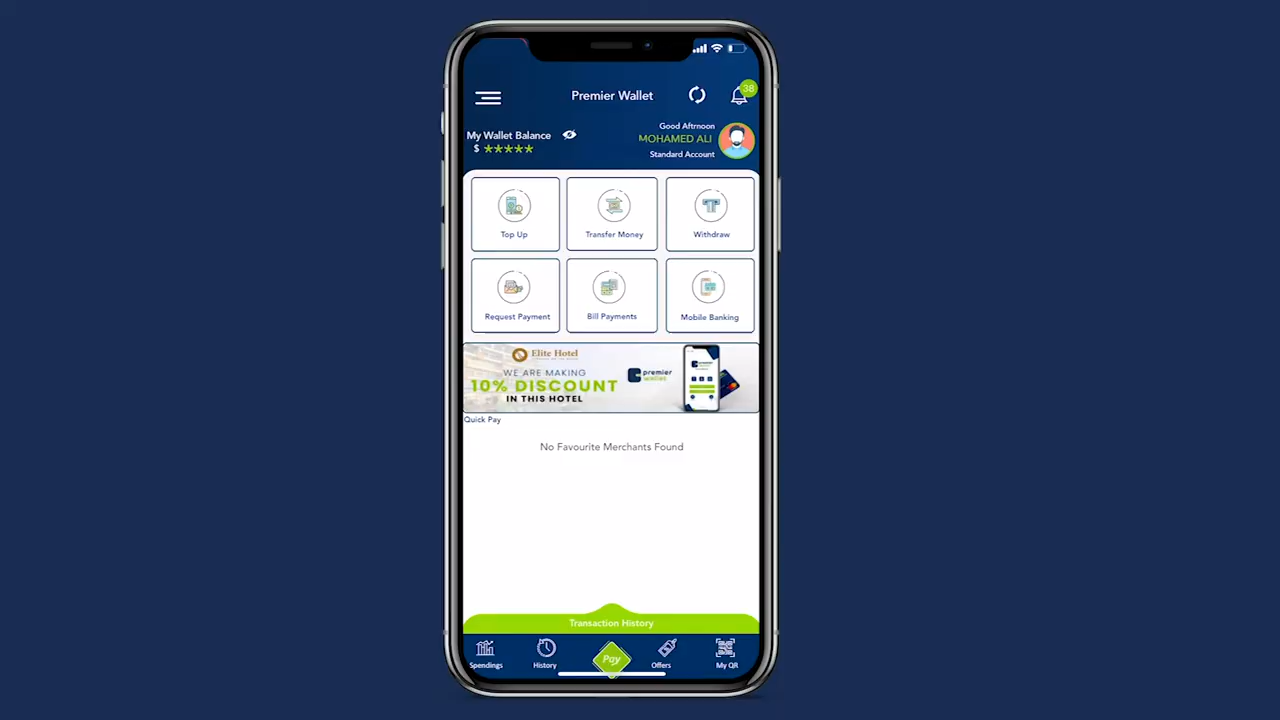 Premier Wallet
38
My Wallet Balance
$ *****
Good Aftrnoon
MOHAMED ALI
Standard Account
Top Up
Transfer Money
Withdraw
Request Payment
Bill Payments
Mobile Banking
Elite Hotel
WE ARE MAKING
10% DISCOUNT
IN THIS HOTEL
premier
wallet
Quick Pay
No Favourite Merchants Found
Transaction History
Spendings
History
Pay
Offers
My QR